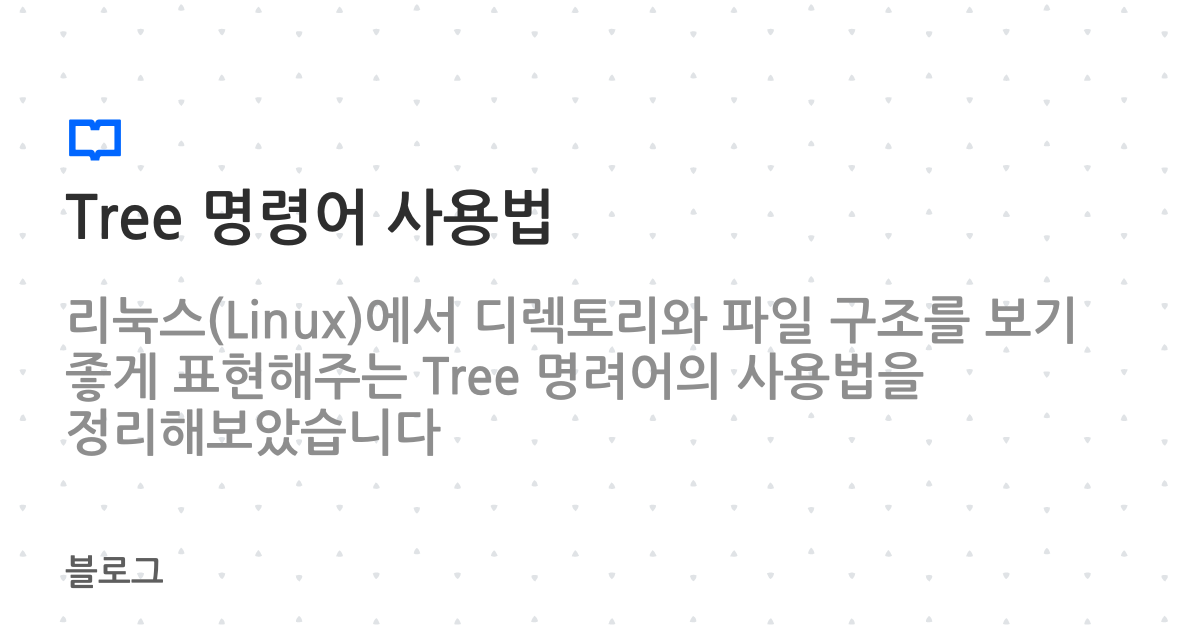 Tree 명령어 사용법
리눅스(Linux)에서 디렉토리와 파일 구조를 보기
좋게 표현해주는 Tree 명려어의 사용법을
정리해보았습니다
블로그